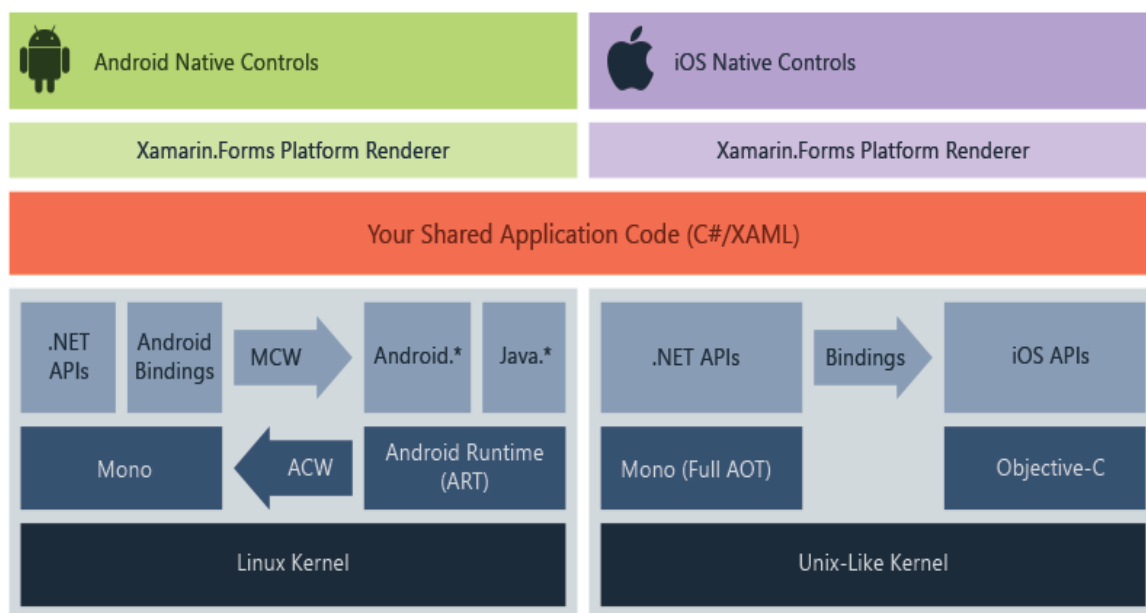 Android Native Controls
iOS Native Controls
Xamarin.Forms Platform Renderer
Xamarin.Forms Platform Renderer
Your Shared Application Code (C#/XAML)
.NET
APIs
Android
Bindings
MCW
Android.*
Java.*
.NET APIs
Bindings
iOS APIs
Mono
ACW
Android Runtime
(ART)
Mono (Full AOT)
Objective-C
Linux Kernel
Unix-Like Kernel